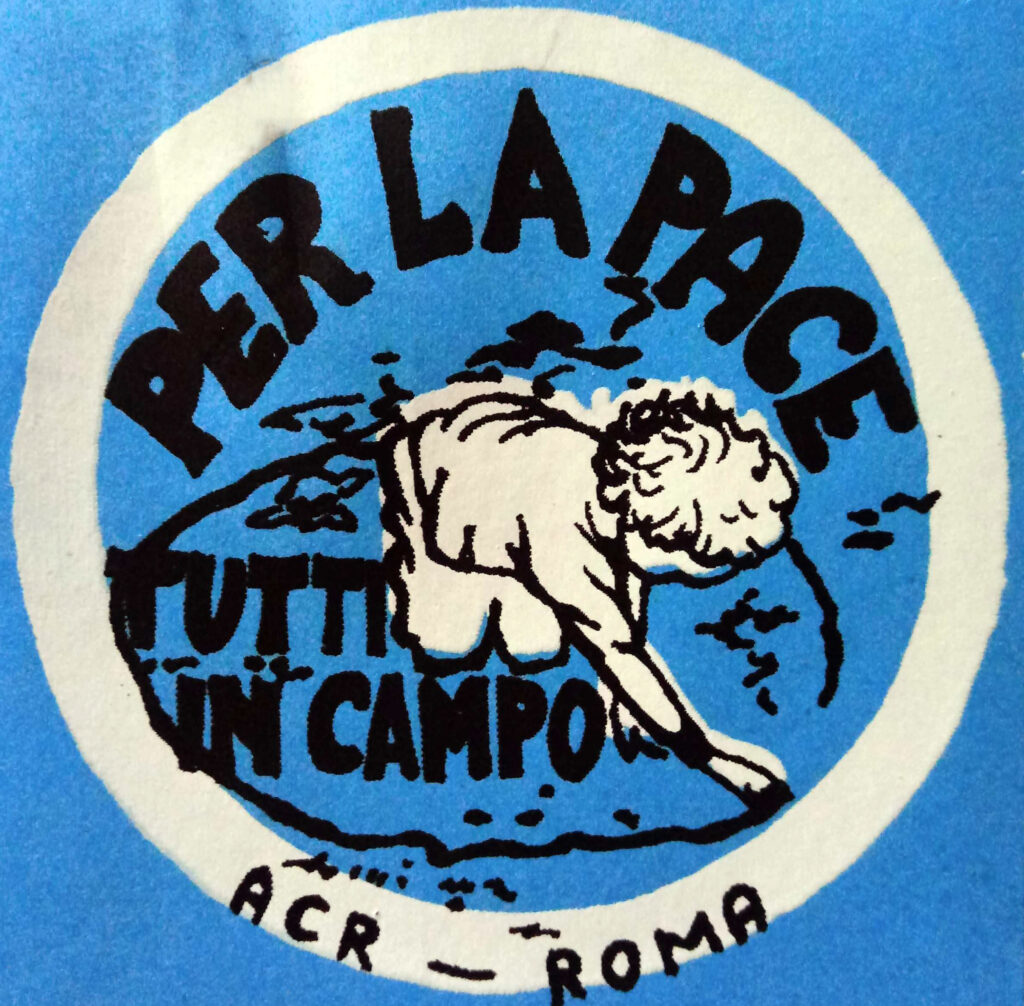 PER LA PACE
TUTTI
IN CAMPO
ACR - ROMA